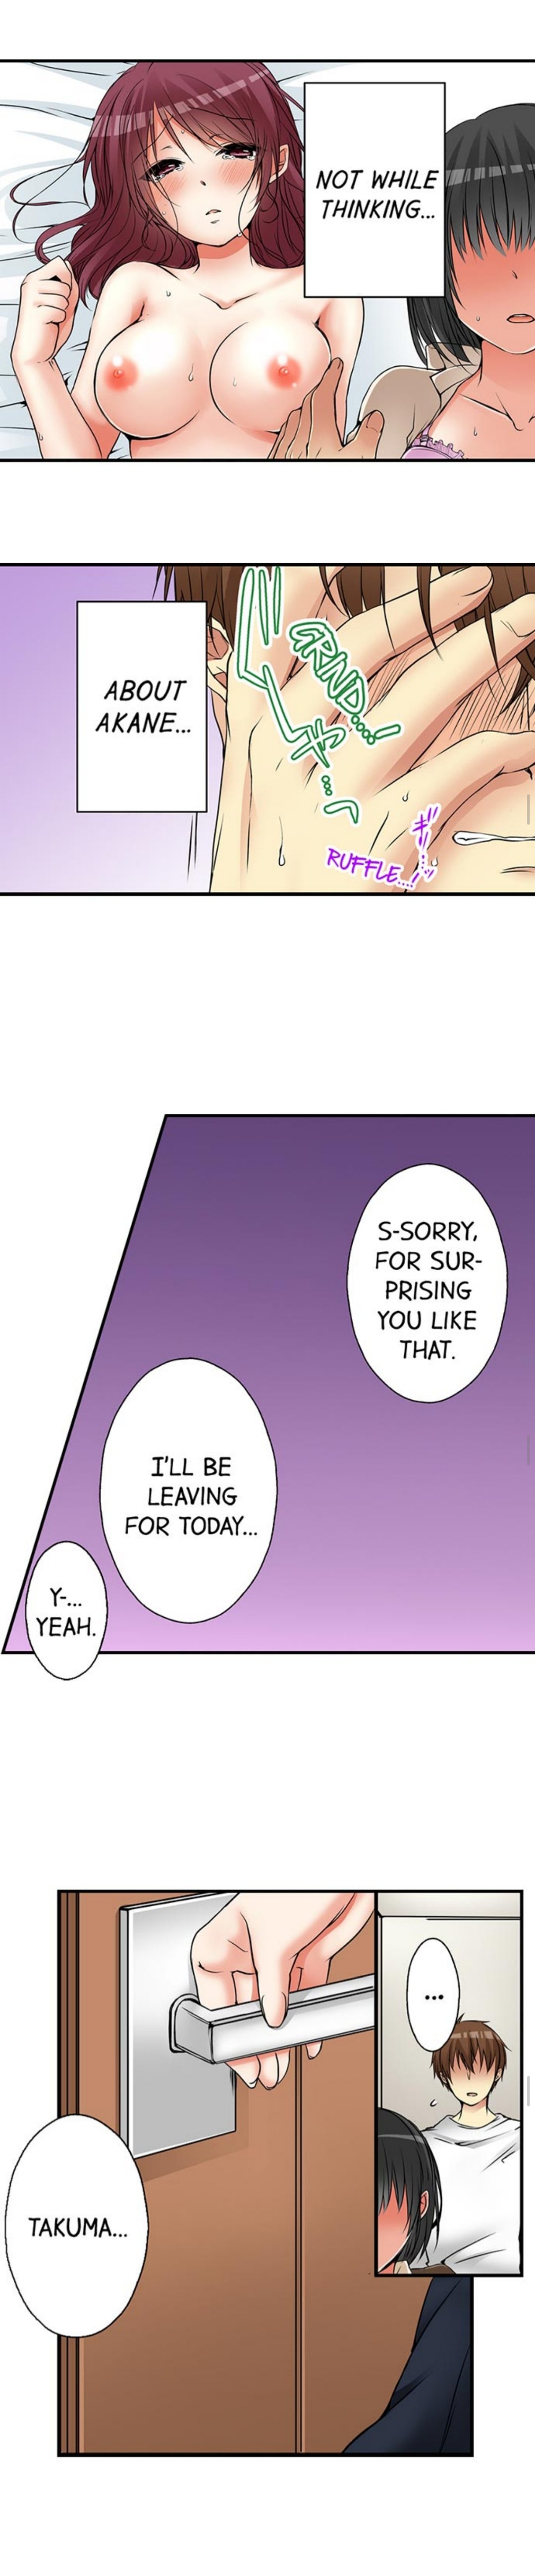 NOT WHILE
THINKING...
ABOUT
AKANE...
GRND...!
RUFFLE...!
S-SORRY,
FOR SUR-
PRISING
YOU LIKE
THAT.
I'LL BE
LEAVING
FOR TODAY...
Y-...
YEAH.
...
TAKUMA...